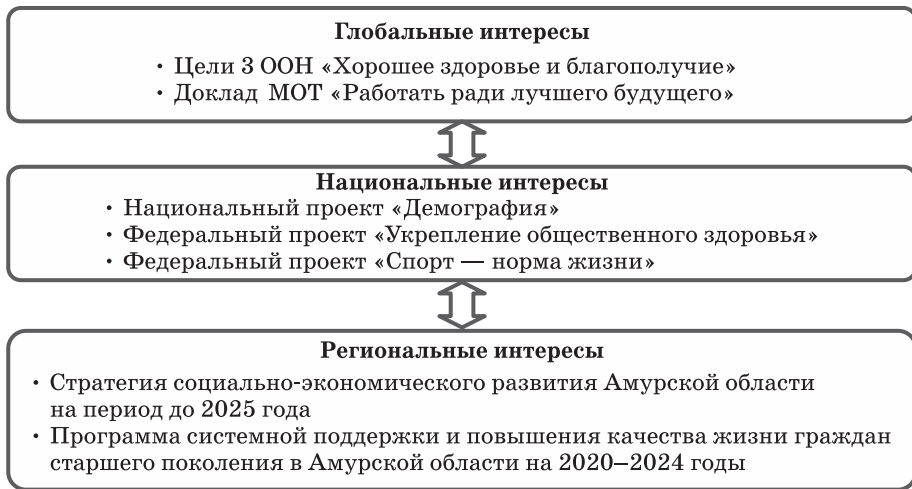 Глобальные интересы
• Цели 3 ООН «Хорошее здоровье и благополучие»
• Доклад МОТ «Работать ради лучшего будущего»
Национальные интересы
• Национальный проект «Демография»
• Федеральный проект «Укрепление общественного здоровья»
• Федеральный проект «Спорт — норма жизни»
Региональные интересы
• Стратегия социально-экономического развития Амурской области
на период до 2025 года
• Программа системной поддержки и повышения качества жизни граждан
старшего поколения в Амурской области на 2020–2024 годы